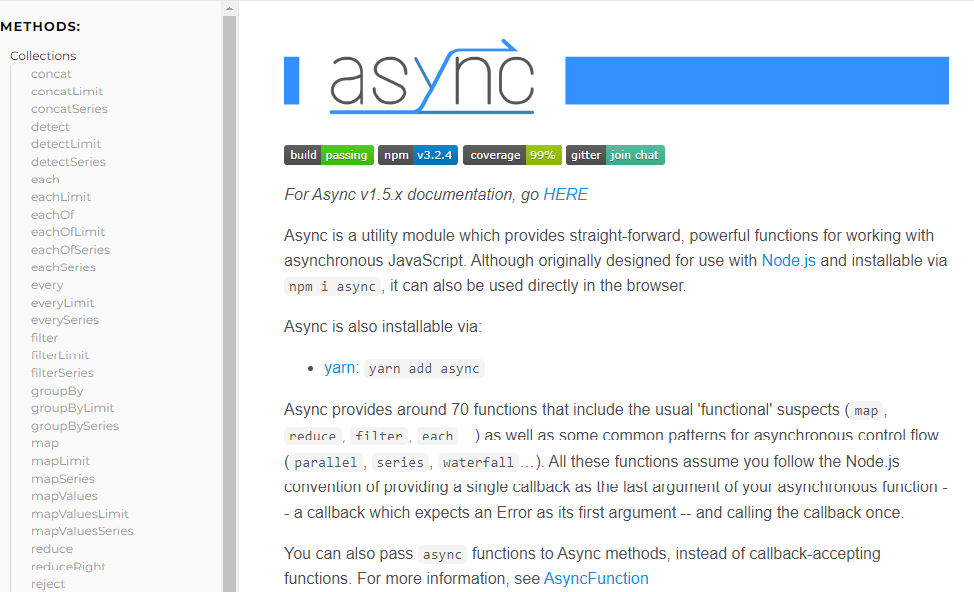 METHODS:
Collections
concat
concatLimit
concatSeries
detect
detectLimit
detectSeries
each
eachLimit
eachOf
eachOfLimit
eachOfSeries
eachSeries
every
everyLimit
everySeries
filter
filterLimit
filterSeries
groupBy
groupByLimit
groupBySeries
map
mapLimit
mapSeries
mapValues
mapValuesLimit
mapValuesSeries
reduce
reduceRight
reject
async
build passing npm v3.2.4 coverage 99% gitter join chat
For Async v1.5.x documentation, go HERE
Async is a utility module which provides straight-forward, powerful functions for working with
asynchronous JavaScript. Although originally designed for use with Node.js and installable via
npm i async, it can also be used directly in the browser.
Async is also installable via:
• yarn: yarn add async
Async provides around 70 functions that include the usual 'functional' suspects (map,
reduce, filter, each ) as well as some common patterns for asynchronous control flow
(parallel, series, waterfall…). All these functions assume you follow the Node.js
convention of providing a single callback as the last argument of your asynchronous function -
- a callback which expects an Error as its first argument -- and calling the callback once.
You can also pass async functions to Async methods, instead of callback-accepting
functions. For more information, see AsyncFunction